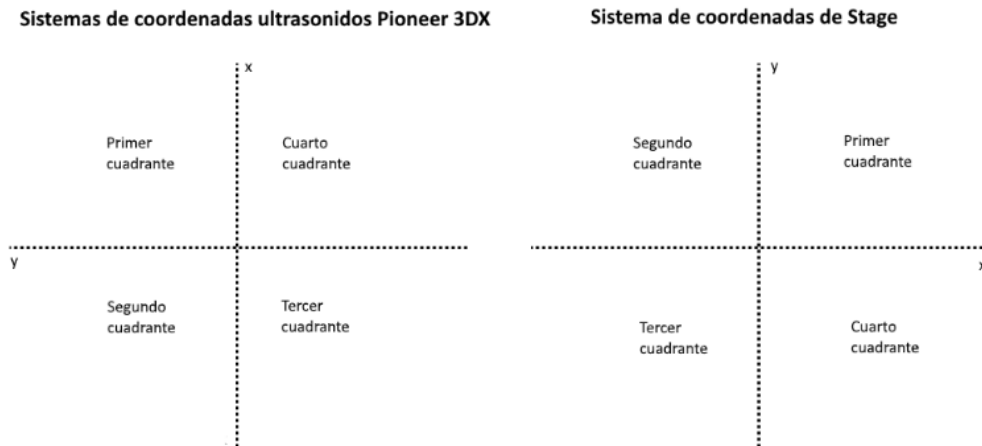 Sistemas de coordenadas ultrasonidos Pioneer 3DX
x
Primer
cuadrante
Cuarto
cuadrante
y
Segundo
cuadrante
Tercer
cuadrante
Sistema de coordenadas de Stage
y
Segundo
cuadrante
Primer
cuadrante
x
Tercer
cuadrante
Cuarto
cuadrante